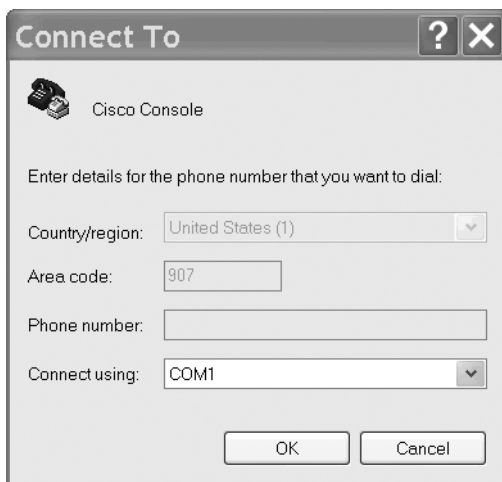 Connect To
Cisco Console
Enter details for the phone number that you want to dial:
Country/region: United States (1)
Area code: 907
Phone number:
Connect using: COM1
OK Cancel